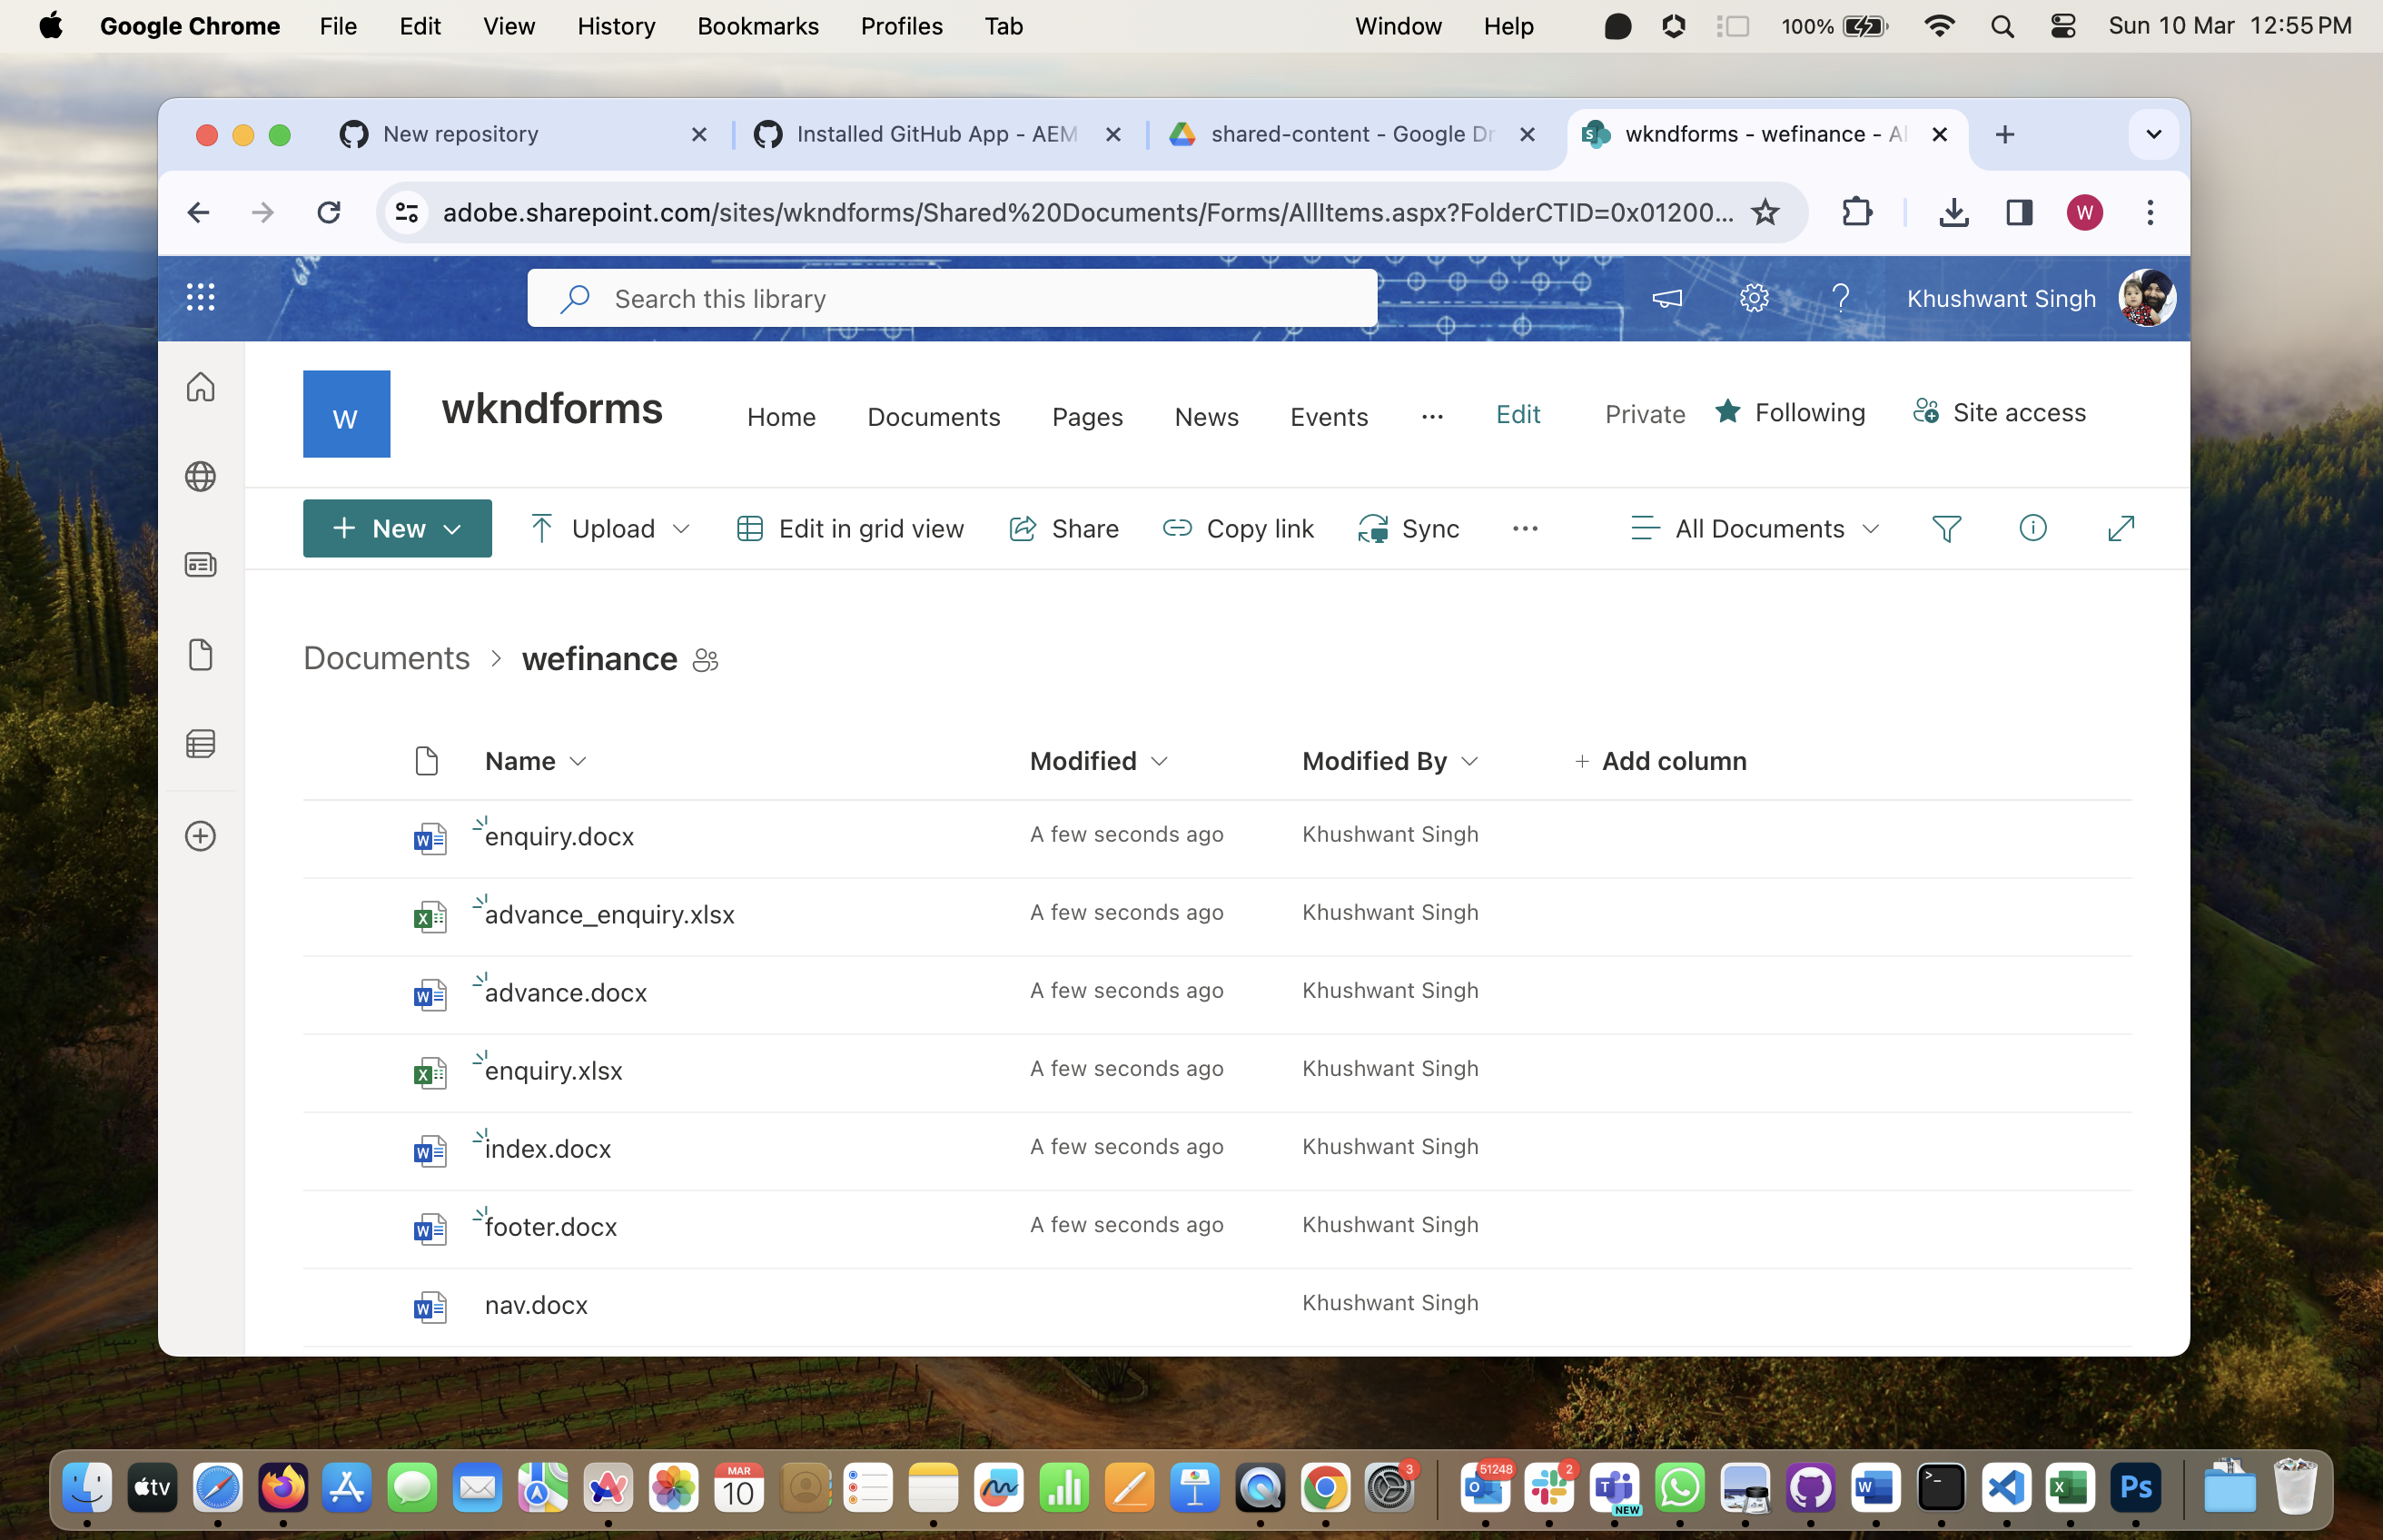 Google Chrome File Edit View History Bookmarks Profiles Tab Window Help 100% Sun 10 Mar 12:55 PM
New repository Installed GitHub App - AEM shared-content - Google Dr wkndforms - wefinance - Al
adobe.sharepoint.com/sites/wkndforms/Shared%20Documents/Forms/AllItems.aspx?FolderCTID=0x01200... W
Search this library Khushwant Singh
W wkndforms Home Documents Pages News Events ... Edit Private Following Site access
+ New Upload Edit in grid view Share Copy link Sync ... All Documents
Documents > wefinance
Name Modified Modified By + Add column
enquiry.docx A few seconds ago Khushwant Singh
advance_enquiry.xlsx A few seconds ago Khushwant Singh
advance.docx A few seconds ago Khushwant Singh
enquiry.xlsx A few seconds ago Khushwant Singh
index.docx A few seconds ago Khushwant Singh
footer.docx A few seconds ago Khushwant Singh
nav.docx Khushwant Singh
tv MAR 10 3 51248 2 NEW Ps